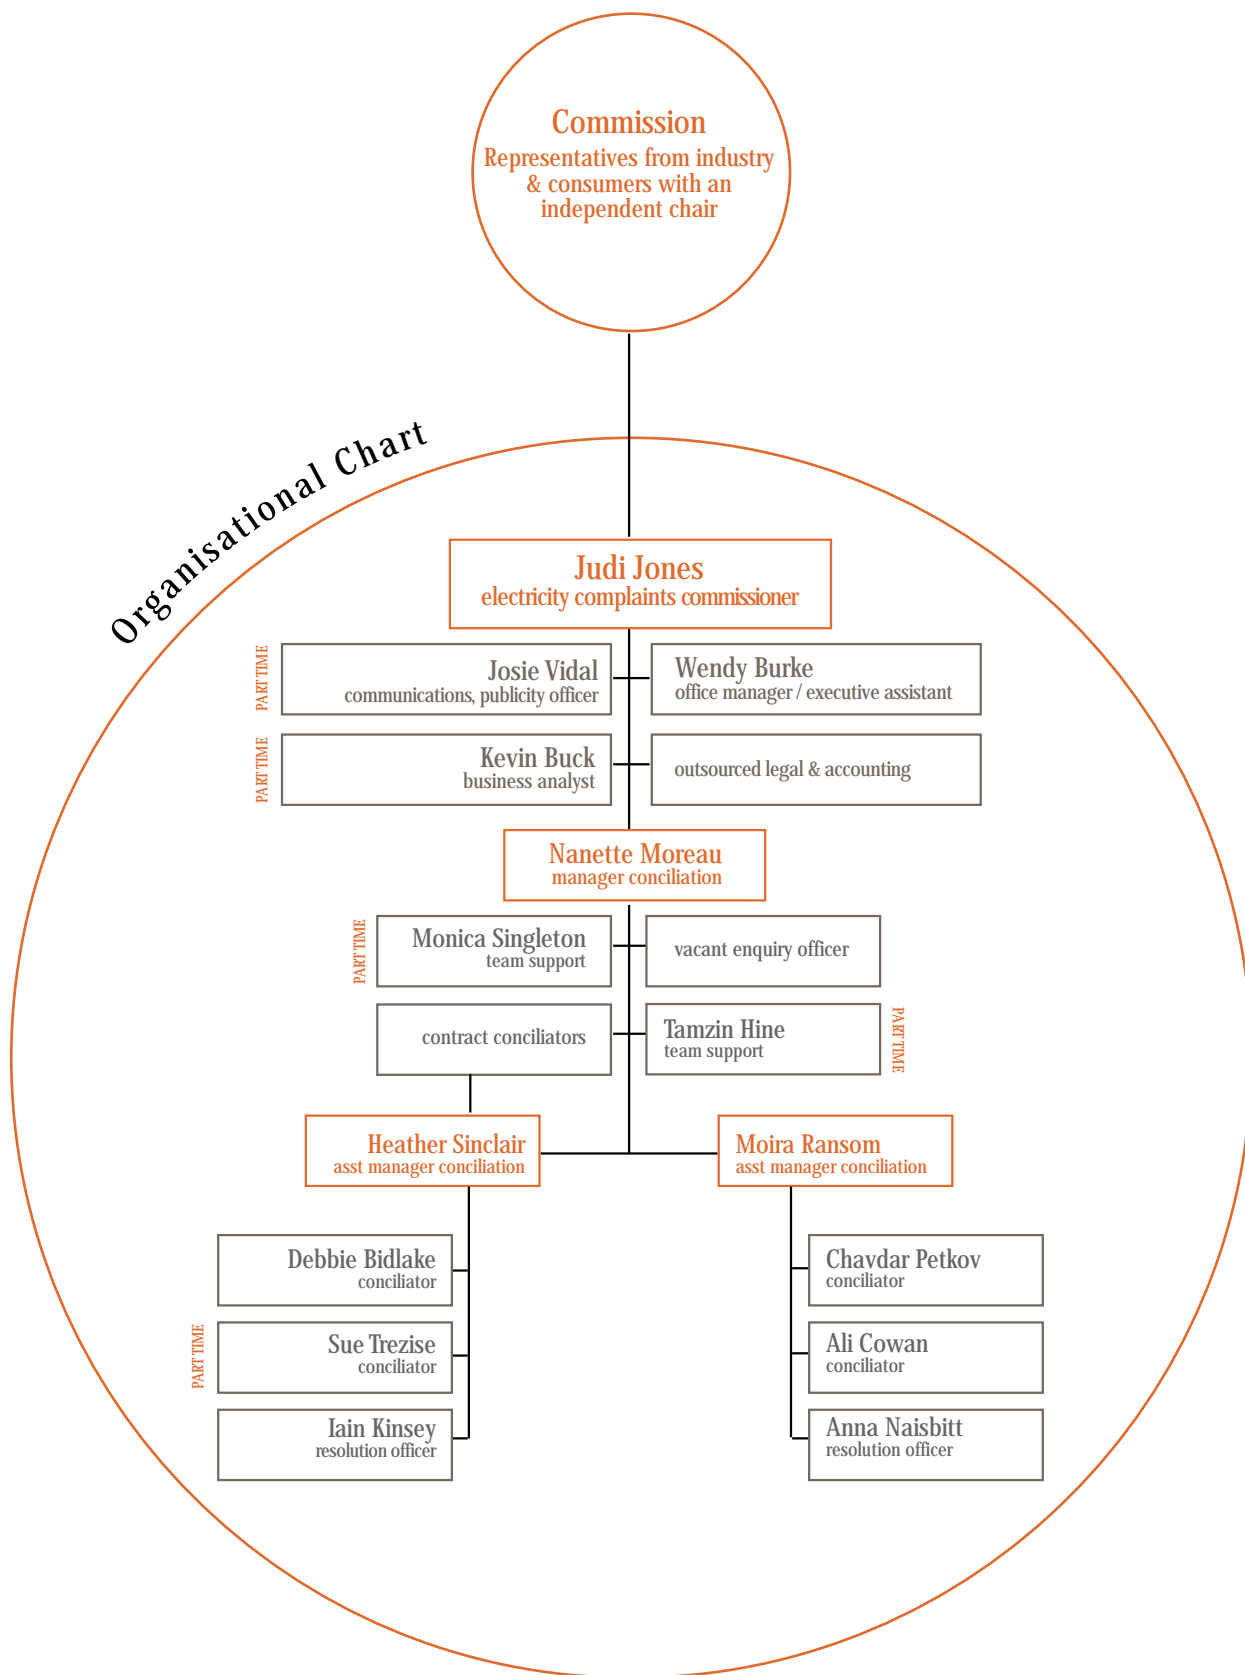 Commission
Representatives from industry
& consumers with an
independent chair
Organisational Chart
Judi Jones
electricity complaints commissioner
PART TIME
Josie Vidal
communications, publicity officer
Wendy Burke
office manager / executive assistant
PART TIME
Kevin Buck
business analyst
outsourced legal & accounting
Nanette Moreau
manager conciliation
PART TIME
Monica Singleton
team support
vacant enquiry officer
contract conciliators
Tamzin Hine
team support
PART TIME
Heather Sinclair
asst manager conciliation
Moira Ransom
asst manager conciliation
Debbie Bidlake
conciliator
Chavdar Petkov
conciliator
PART TIME
Sue Trezise
conciliator
Ali Cowan
conciliator
Iain Kinsey
resolution officer
Anna Naisbitt
resolution officer